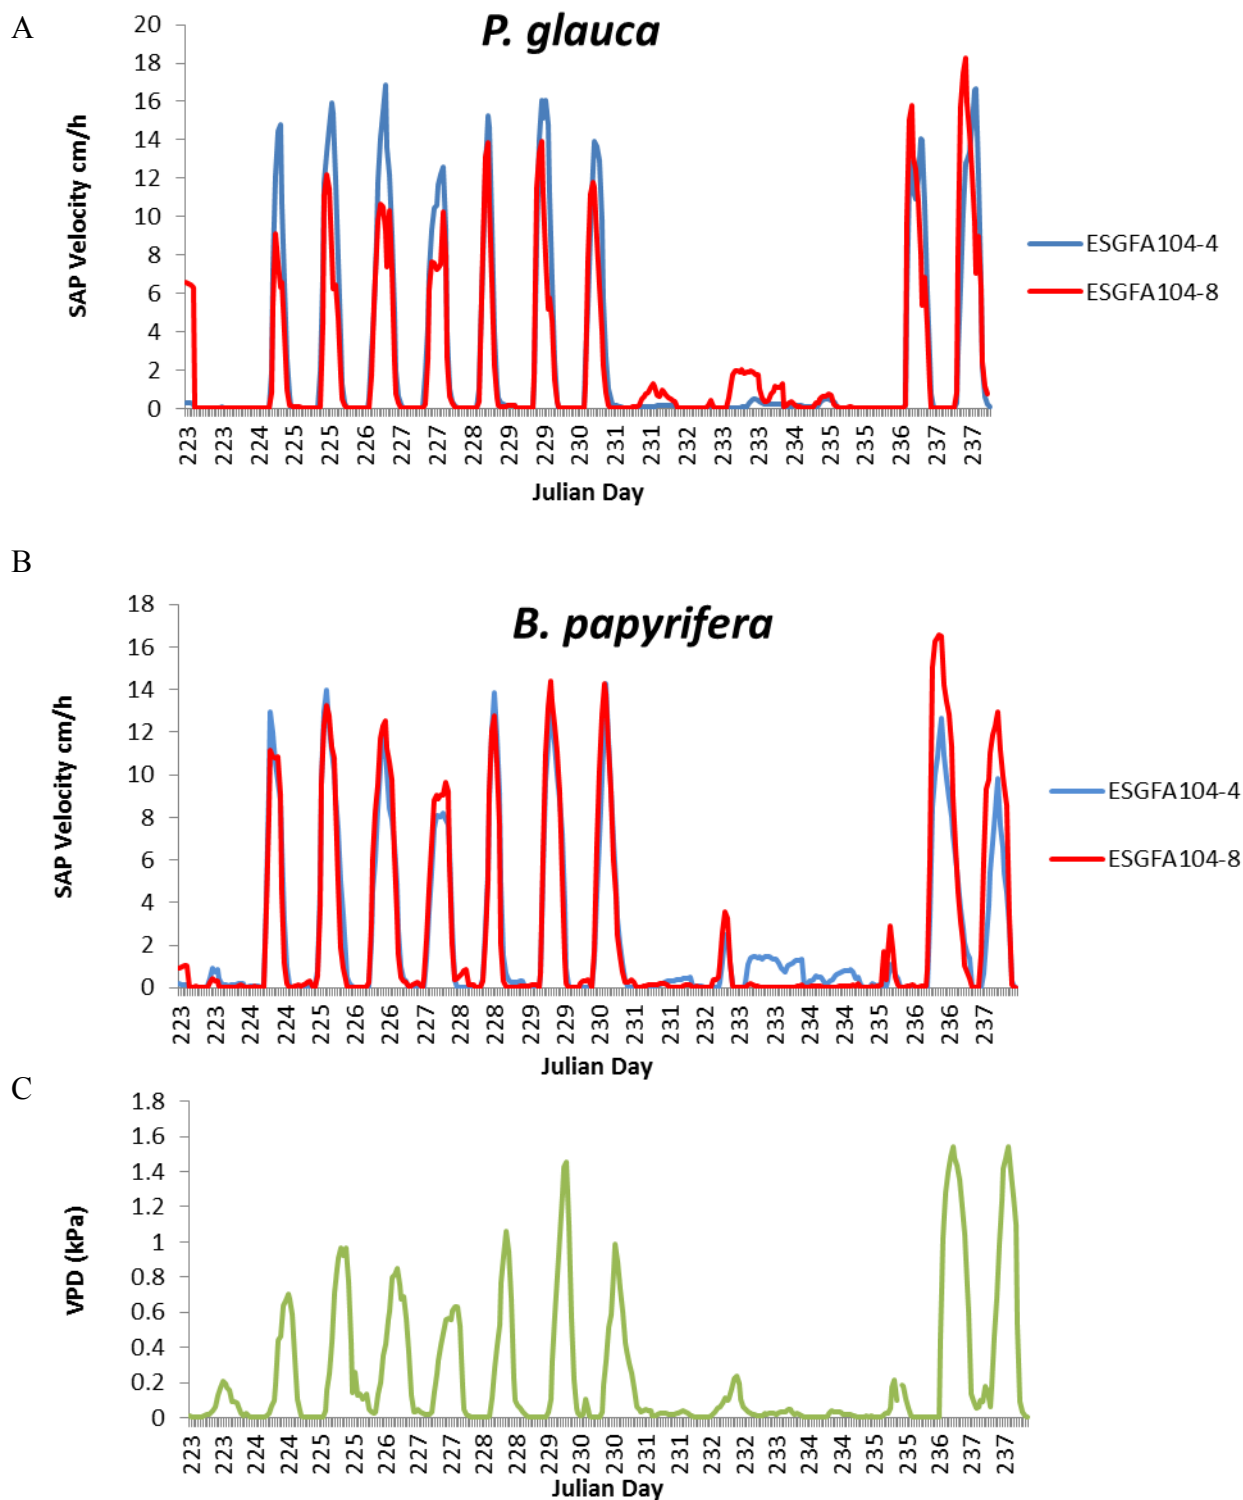 A
P. glauca
20
18
16
14
12
10
8
6
4
2
0
SAP Velocity cm/h
223 223 224 225 226 227 227 228 229 229 230 231 231 232 233 233 234 235 236 237 237
Julian Day
ESGFA104-4
ESGFA104-8
B
B. papyrifera
18
16
14
12
10
8
6
4
2
0
SAP Velocity cm/h
223 223 224 224 225 226 226 227 228 228 229 229 230 231 231 232 233 233 234 234 235 236 236 237
Julian Day
ESGFA104-4
ESGFA104-8
C
1.8
1.6
1.4
1.2
1
0.8
0.6
0.4
0.2
0
VPD (kPa)
223 223 224 224 225 225 226 227 227 228 228 229 230 230 231 231 232 232 233 234 234 235 235 236 237 237
Julian Day